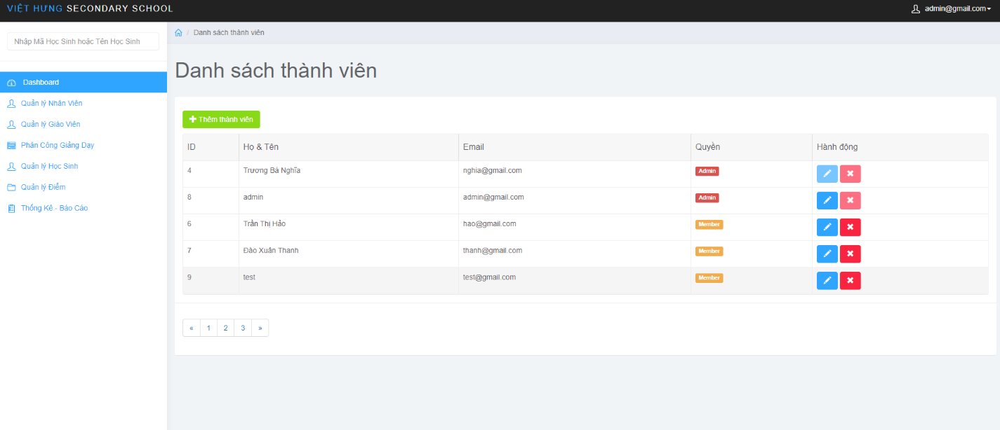 VIỆT HƯNG SECONDARY SCHOOL
admin@gmail.com
Nhập Mã Học Sinh hoặc Tên Học Sinh
Danh sách thành viên
Danh sách thành viên
Dashboard
Quản lý Nhân Viên
Quản lý Giáo Viên
Phân Công Giảng Dạy
Quản lý Học Sinh
Quản lý Điểm
Thống Kê - Báo Cáo
Thêm thành viên
ID Họ & Tên Email Quyền Hành động
4 Trương Bá Nghĩa nghia@gmail.com Admin
8 admin admin@gmail.com Admin
6 Trần Thị Hảo hao@gmail.com Member
7 Đào Xuân Thanh thanh@gmail.com Member
9 test test@gmail.com Member
« 1 2 3 »